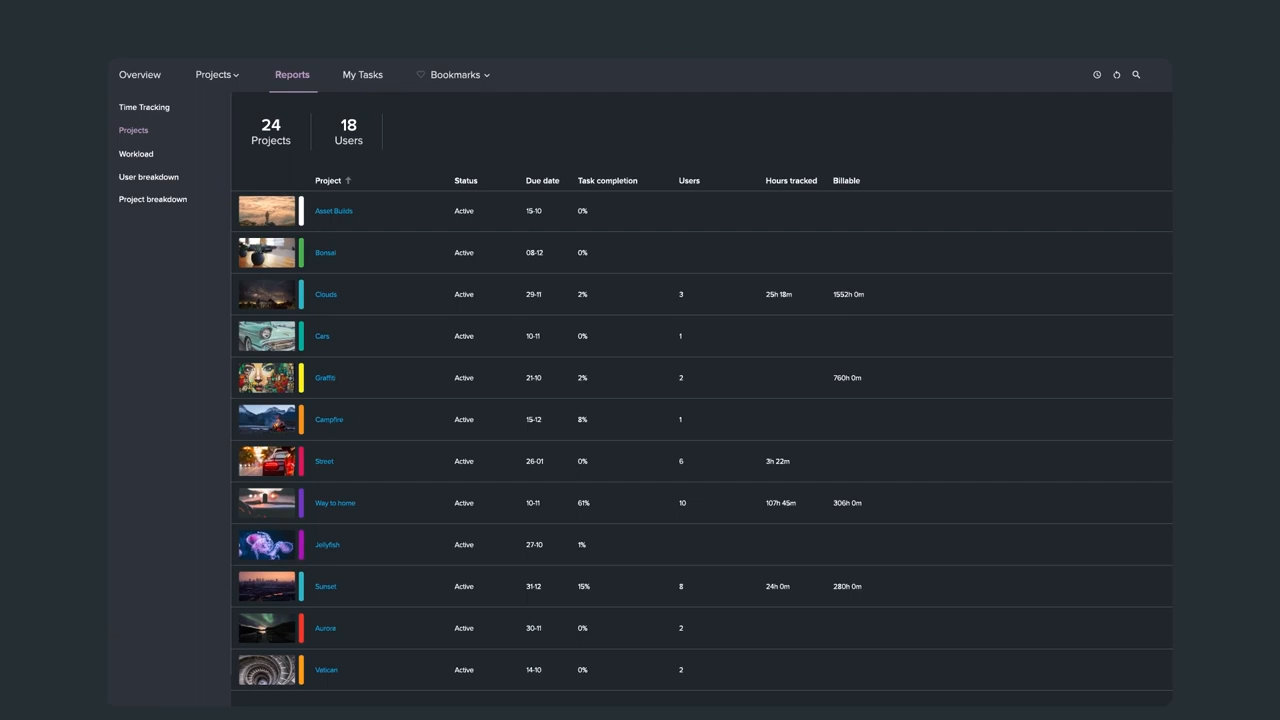 Overview Projects Reports My Tasks Bookmarks
Time Tracking
Projects
Workload
User breakdown
Project breakdown
24 18
Projects Users
Project Status Due date Task completion Users Hours tracked Billable
Asset Builds Active 15-10 0%
Bonsai Active 08-12 0%
Clouds Active 29-11 2% 3 25h 18m 1552h 0m
Cars Active 10-11 0% 1
Graffiti Active 21-10 2% 2 760h 0m
Campfire Active 15-12 8% 1
Street Active 26-01 0% 6 3h 22m
Way to home Active 10-11 61% 10 107h 45m 306h 0m
Jellyfish Active 27-10 1%
Sunset Active 31-12 15% 8 24h 0m 280h 0m
Aurora Active 30-11 0% 2
Vatican Active 14-10 0% 2